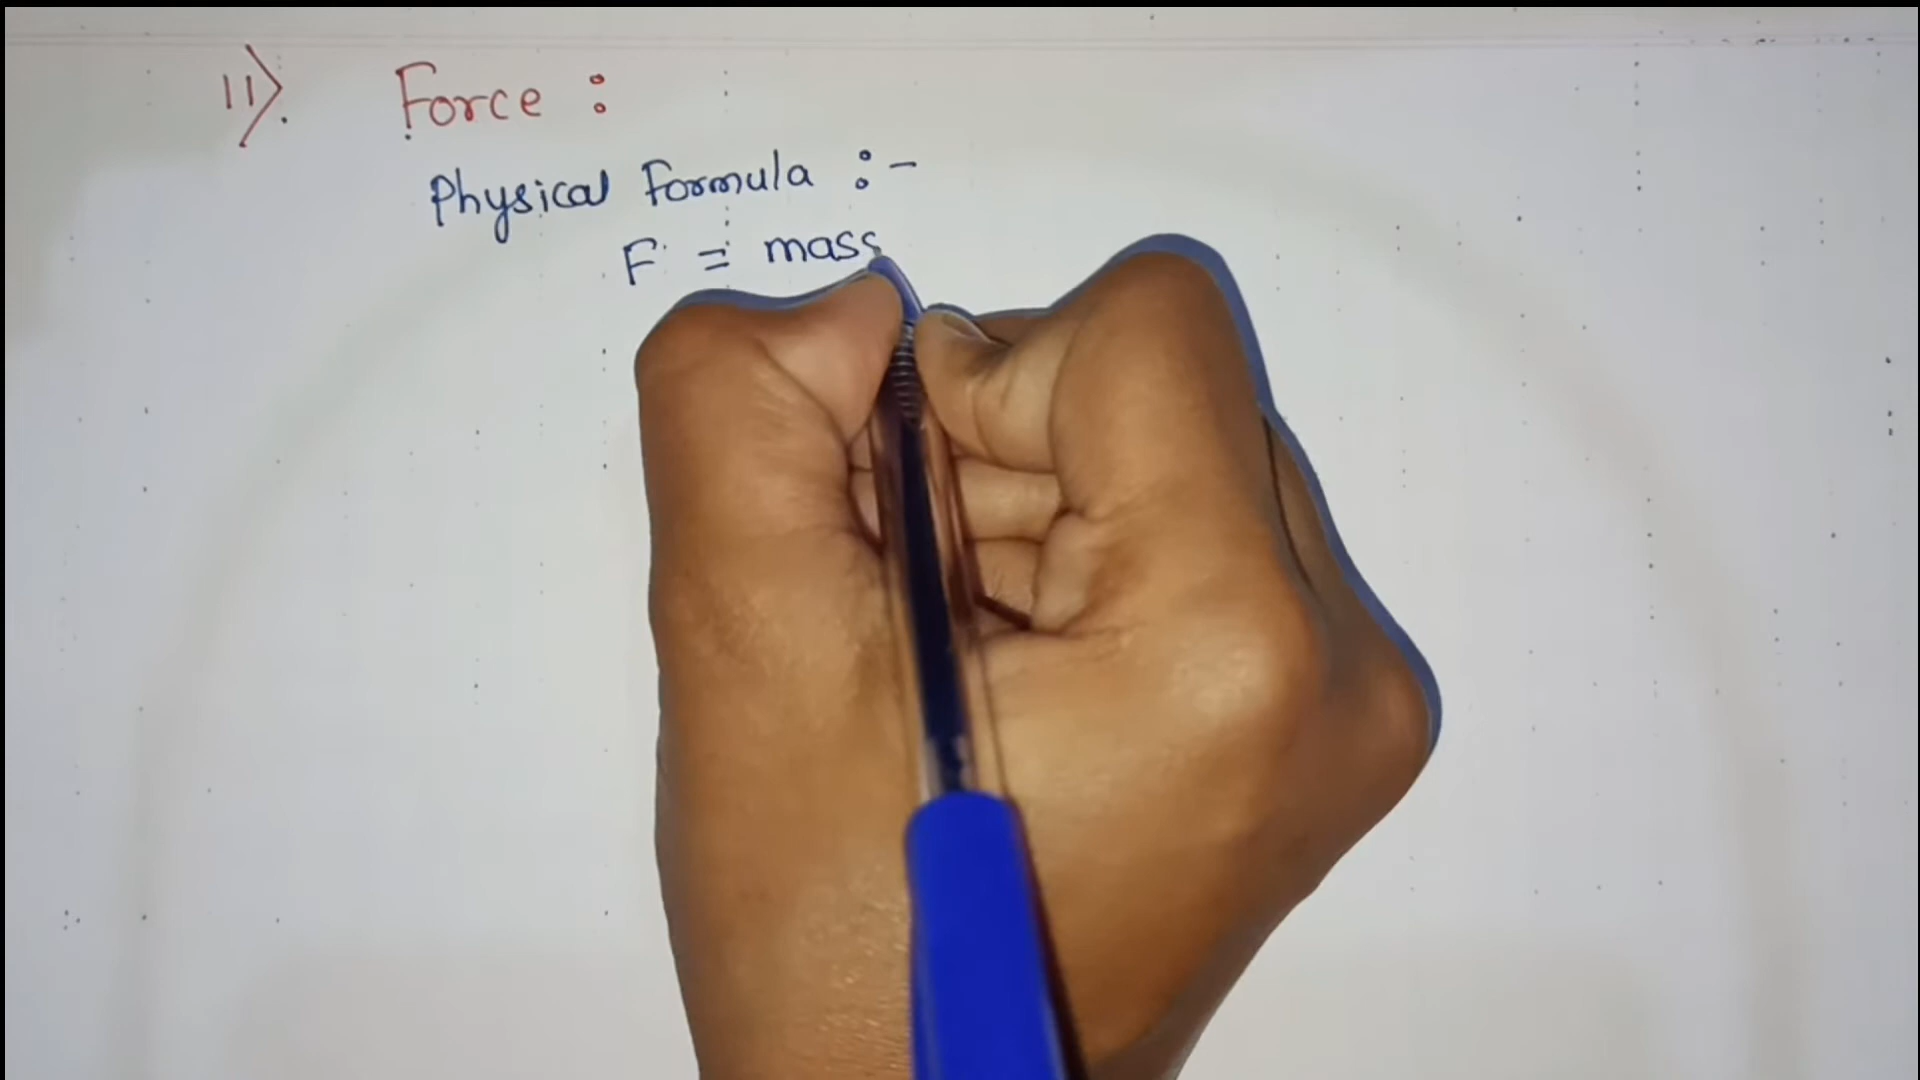 11). Force :
Physical Formula :-
F = mass